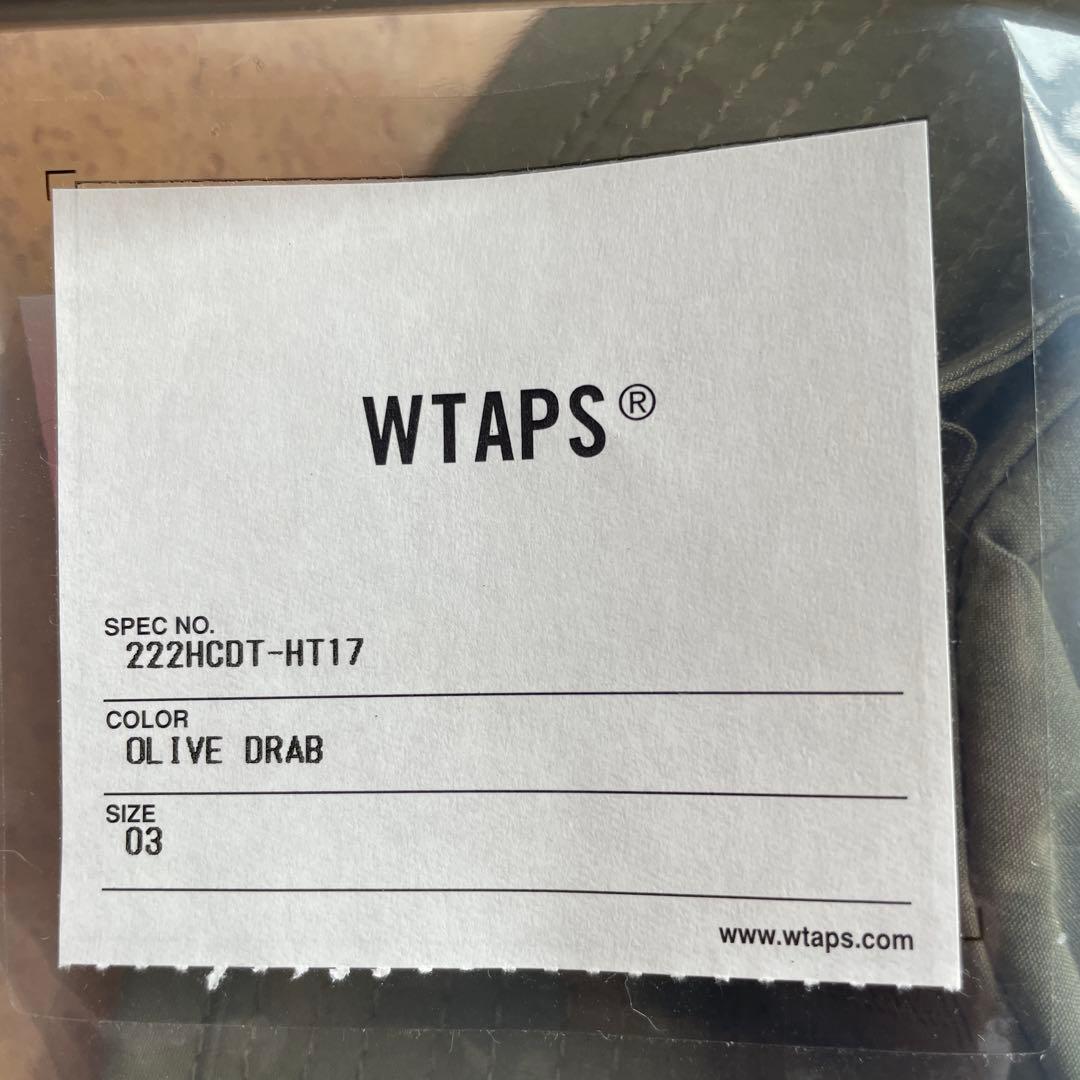 WTAPS®
SPEC NO.
222HCDT-HT17
COLOR
OLIVE DRAB
SIZE
03
www.wtaps.com